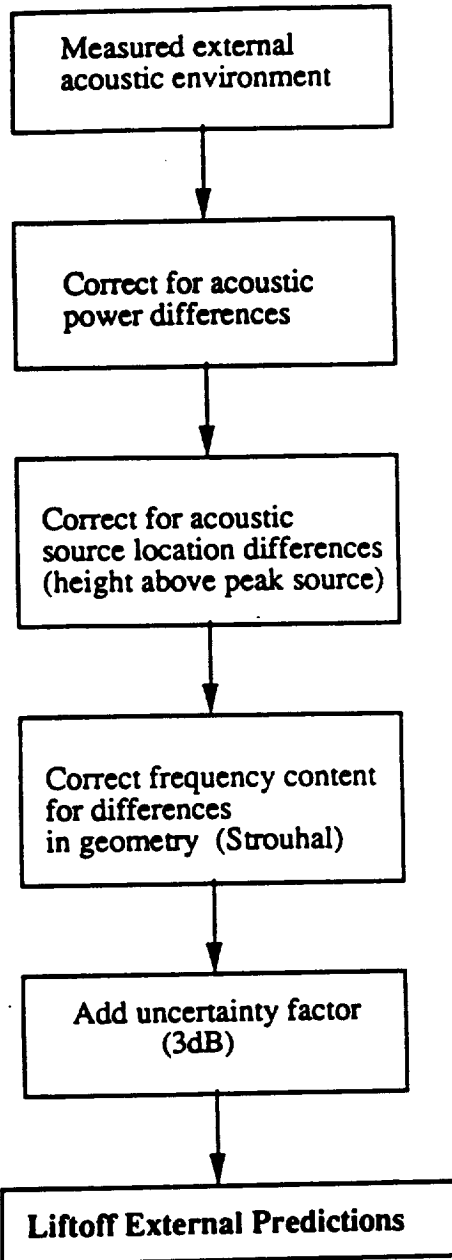 Measured external
acoustic environment
Correct for acoustic
power differences
Correct for acoustic
source location differences
(height above peak source)
Correct frequency content
for differences
in geometry (Strouhal)
Add uncertainty factor
(3dB)
Liftoff External Predictions